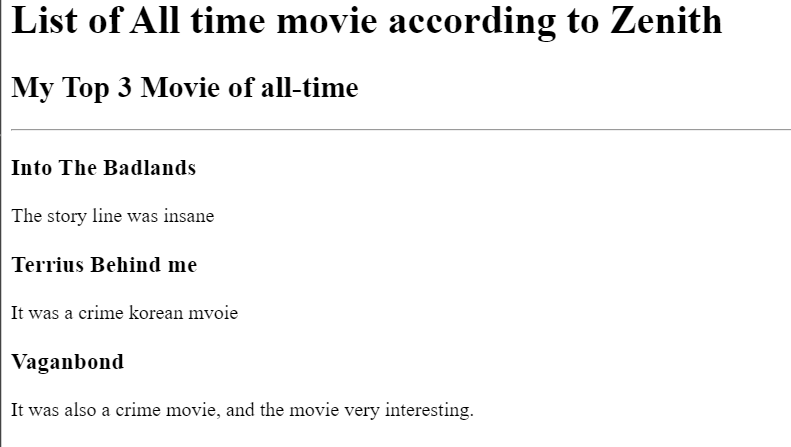 List of All time movie according to Zenith
My Top 3 Movie of all-time
Into The Badlands
The story line was insane
Terrius Behind me
It was a crime korean mvoie
Vaganbond
It was also a crime movie, and the movie very interesting.